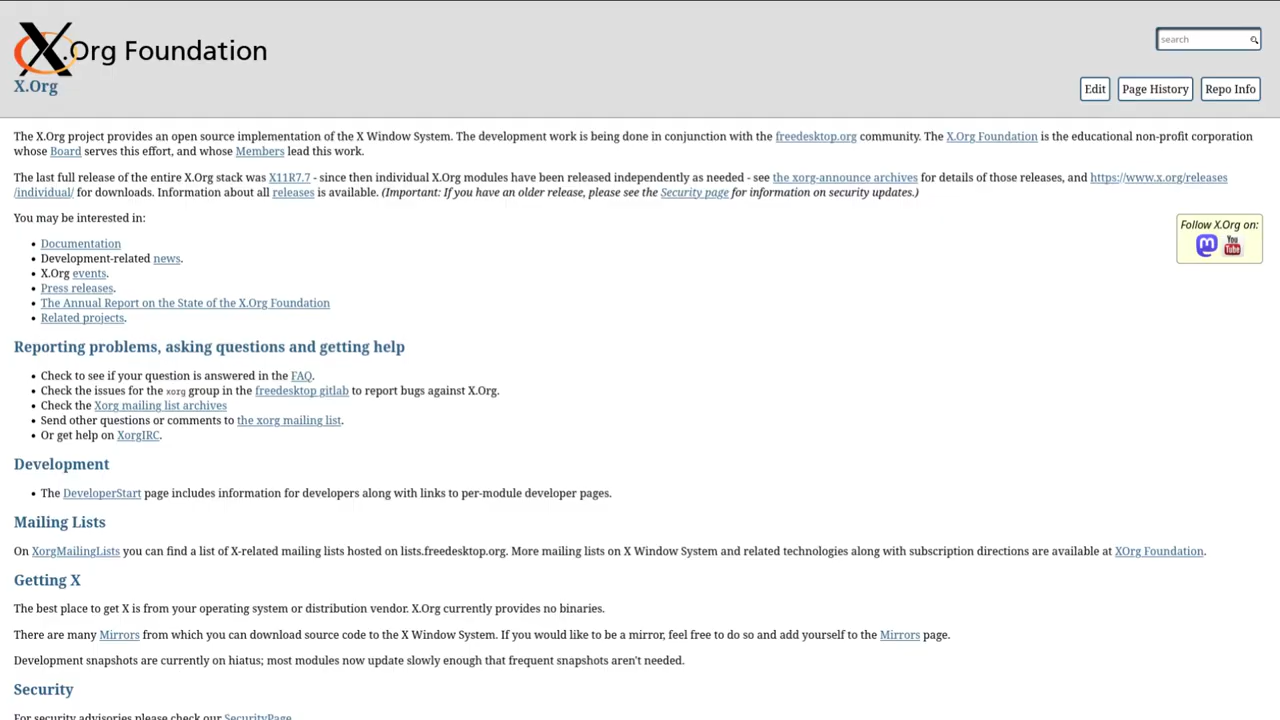 X.Org Foundation
search
X.Org
Edit
Page History
Repo Info
The X.Org project provides an open source implementation of the X Window System. The development work is being done in conjunction with the freedesktop.org community. The X.Org Foundation is the educational non-profit corporation
whose Board serves this effort, and whose Members lead this work.
The last full release of the entire X.Org stack was X11R7.7 - since then individual X.Org modules have been released independently as needed - see the xorg-announce archives for details of those releases, and https://www.x.org/releases
/individual/ for downloads. Information about all releases is available. (Important: If you have an older release, please see the Security page for information on security updates.)
You may be interested in:
Follow X.Org on:
You
Tube
• Documentation
• Development-related news.
• X.Org events.
• Press releases.
• The Annual Report on the State of the X.Org Foundation
• Related projects.
Reporting problems, asking questions and getting help
• Check to see if your question is answered in the FAQ.
• Check the issues for the xorg group in the freedesktop gitlab to report bugs against X.Org.
• Check the Xorg mailing list archives
• Send other questions or comments to the xorg mailing list.
• Or get help on XorgIRC.
Development
• The DeveloperStart page includes information for developers along with links to per-module developer pages.
Mailing Lists
On XorgMailingLists you can find a list of X-related mailing lists hosted on lists.freedesktop.org. More mailing lists on X Window System and related technologies along with subscription directions are available at XOrg Foundation.
Getting X
The best place to get X is from your operating system or distribution vendor. X.Org currently provides no binaries.
There are many Mirrors from which you can download source code to the X Window System. If you would like to be a mirror, feel free to do so and add yourself to the Mirrors page.
Development snapshots are currently on hiatus; most modules now update slowly enough that frequent snapshots aren't needed.
Security
For security advisories please check our SecurityPage.